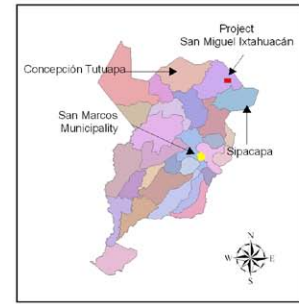 Project
San Miguel Ixtahuacán
Concepción Tutuapa
San Marcos
Municipality
Sipacapa
N
W
E
S